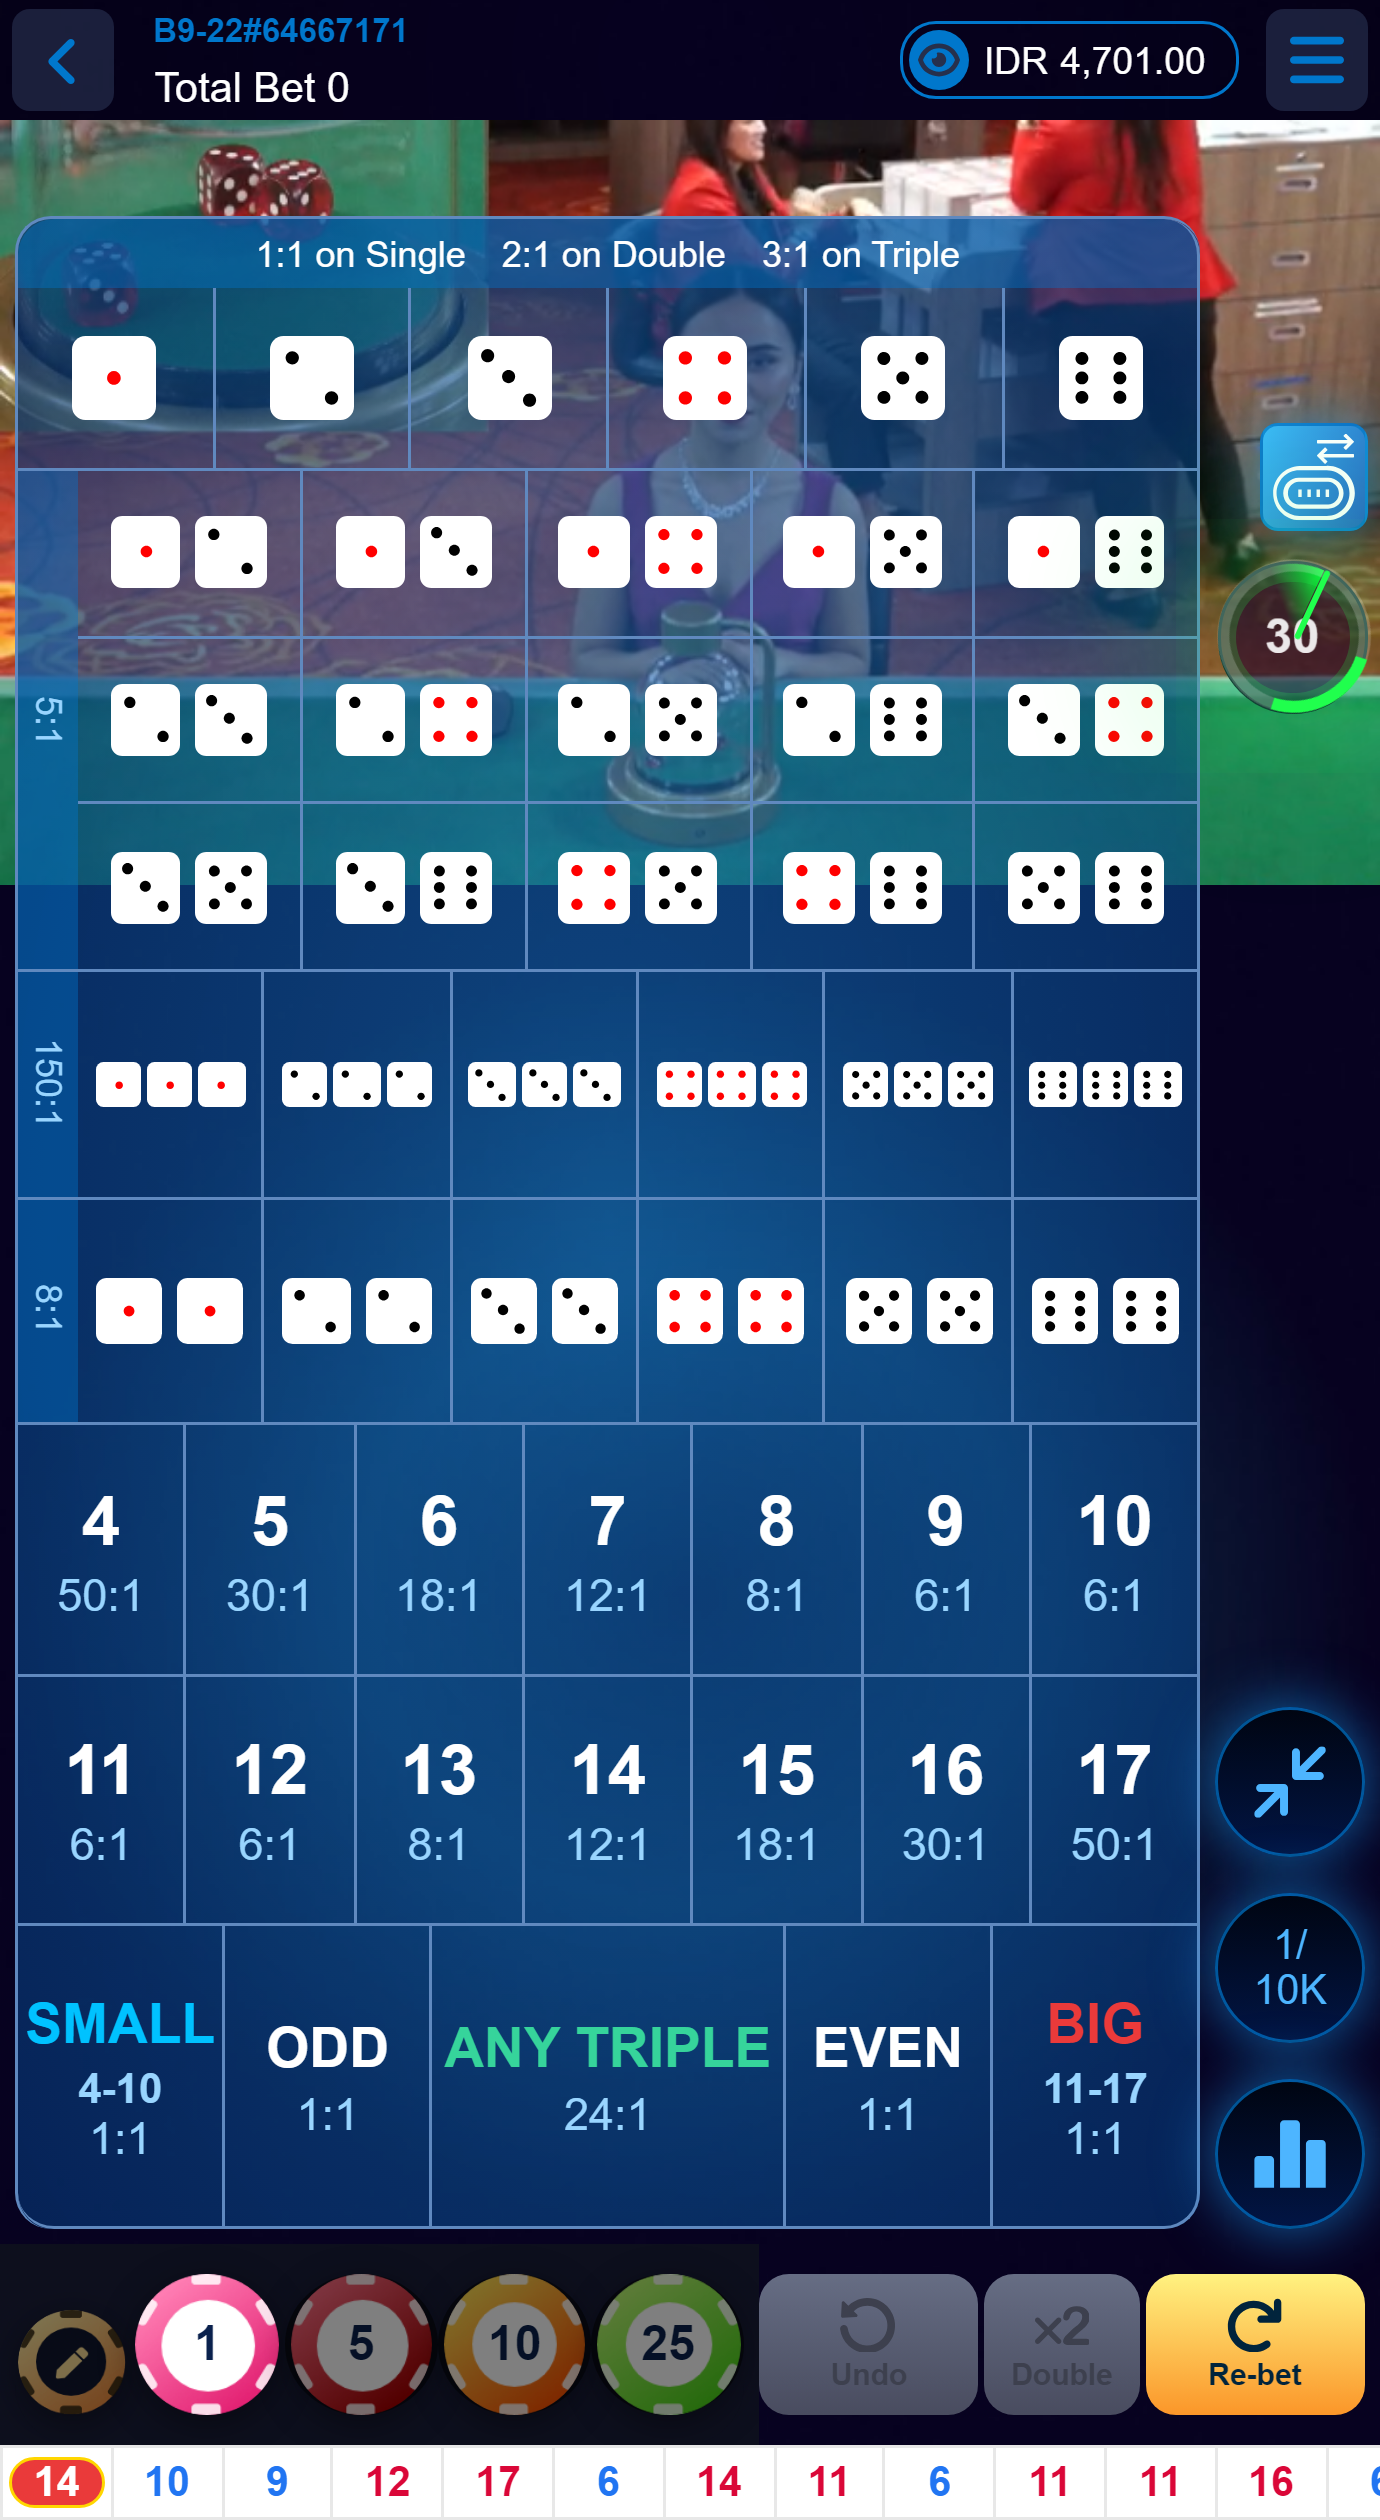 B9-22#64667171
Total Bet 0
IDR 4,701.00
1:1 on Single 2:1 on Double 3:1 on Triple
30
5:1
150:1
8:1
4 5 6 7 8 9 10
50:1 30:1 18:1 12:1 8:1 6:1 6:1
11 12 13 14 15 16 17
6:1 6:1 8:1 12:1 18:1 30:1 50:1
1/
10K
SMALL
4-10
1:1
ODD
1:1
ANY TRIPLE
24:1
EVEN
1:1
BIG
11-17
1:1
1 5 10 25
Undo
x2
Double
Re-bet
14 10 9 12 17 6 14 11 6 11 11 16